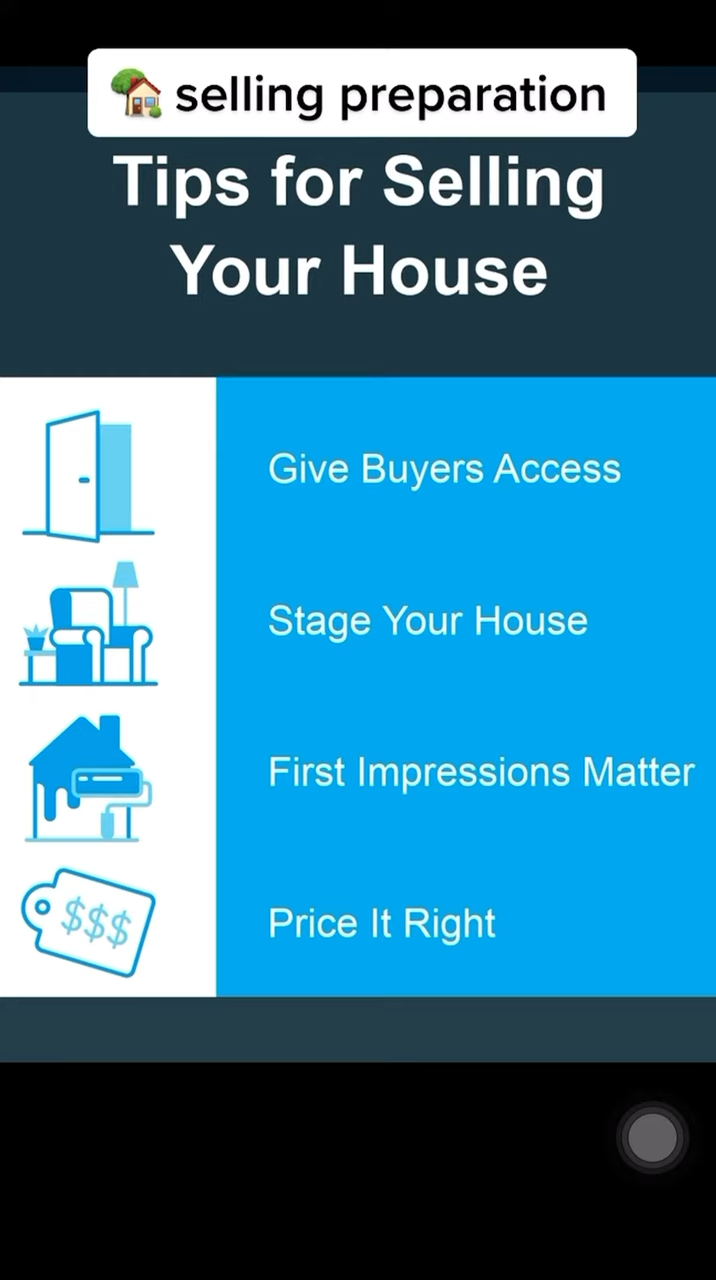 🏡 selling preparation
Tips for Selling
Your House
Give Buyers Access
Stage Your House
First Impressions Matter
$$$
Price It Right